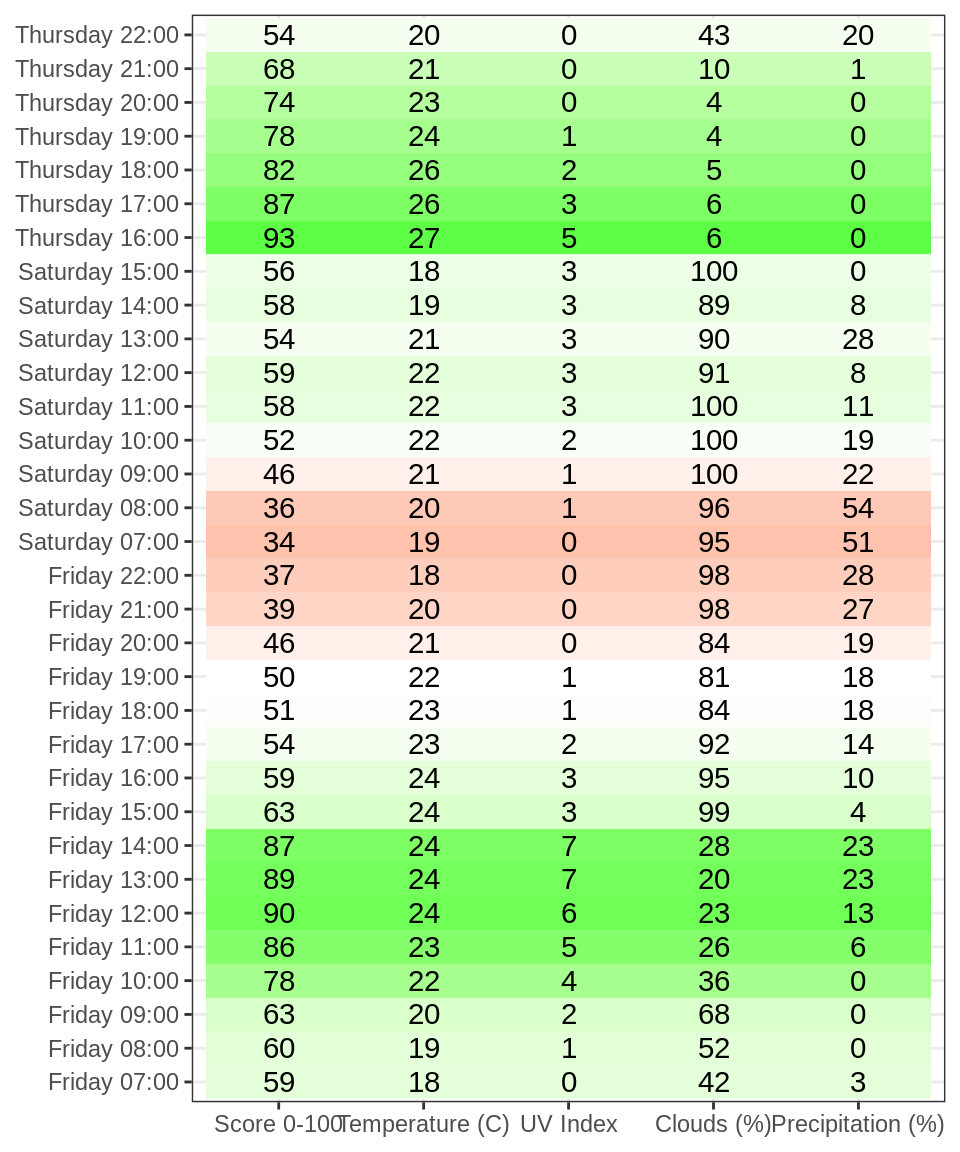 Thursday 22:00 54 20 0 43 20
Thursday 21:00 68 21 0 10 1
Thursday 20:00 74 23 0 4 0
Thursday 19:00 78 24 1 4 0
Thursday 18:00 82 26 2 5 0
Thursday 17:00 87 26 3 6 0
Thursday 16:00 93 27 5 6 0
Saturday 15:00 56 18 3 100 0
Saturday 14:00 58 19 3 89 8
Saturday 13:00 54 21 3 90 28
Saturday 12:00 59 22 3 91 8
Saturday 11:00 58 22 3 100 11
Saturday 10:00 52 22 2 100 19
Saturday 09:00 46 21 1 100 22
Saturday 08:00 36 20 1 96 54
Saturday 07:00 34 19 0 95 51
Friday 22:00 37 18 0 98 28
Friday 21:00 39 20 0 98 27
Friday 20:00 46 21 0 84 19
Friday 19:00 50 22 1 81 18
Friday 18:00 51 23 1 84 18
Friday 17:00 54 23 2 92 14
Friday 16:00 59 24 3 95 10
Friday 15:00 63 24 3 99 4
Friday 14:00 87 24 7 28 23
Friday 13:00 89 24 7 20 23
Friday 12:00 90 24 6 23 13
Friday 11:00 86 23 5 26 6
Friday 10:00 78 22 4 36 0
Friday 09:00 63 20 2 68 0
Friday 08:00 60 19 1 52 0
Friday 07:00 59 18 0 42 3
Score 0-100 Temperature (C) UV Index Clouds (%) Precipitation (%)